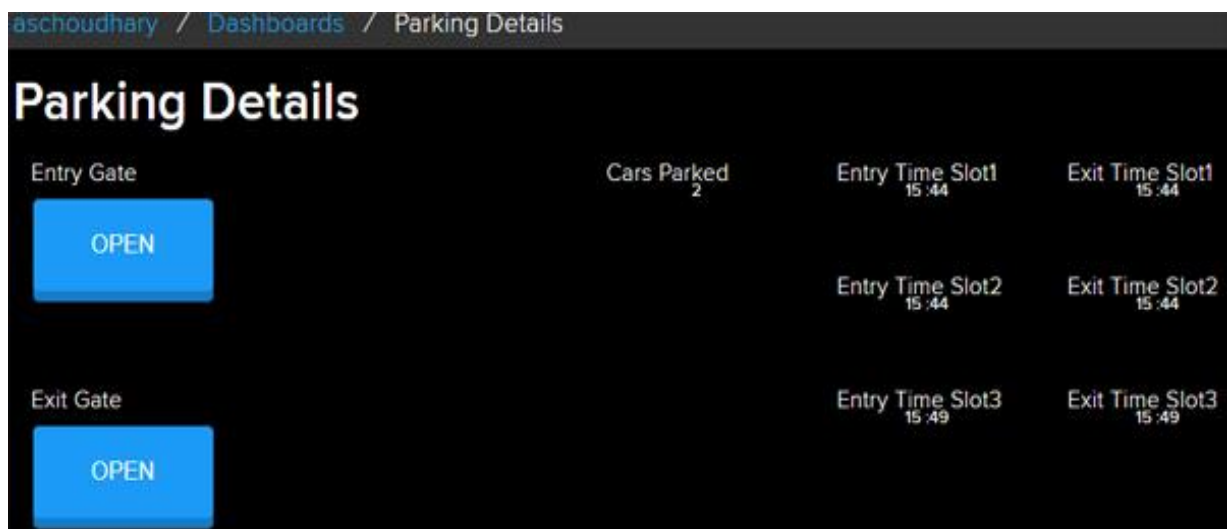 aschoudhary / Dashboards / Parking Details
Parking Details
Entry Gate
OPEN
Cars Parked
2
Entry Time Slot1
15 :44
Exit Time Slot1
15 :44
Entry Time Slot2
15 :44
Exit Time Slot2
15 :44
Exit Gate
OPEN
Entry Time Slot3
15 :49
Exit Time Slot3
15 :49